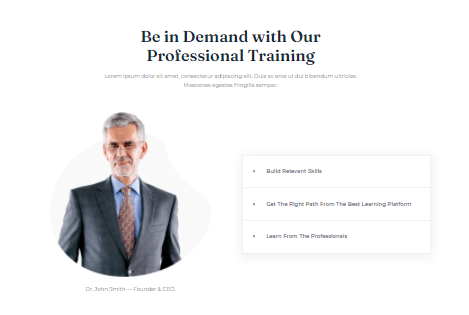 Be in Demand with Our
Professional Training
Lorem ipsum dolor sit amet, consectetur adipiscing elit. Duis ac eros ut dui bibendum ultricies.
Maecenas egestas fringilla semper.
Build Relevant Skills
Get The Right Path From The Best Learning Platform
Learn From The Professionals
Dr. John Smith — Founder & CEO.